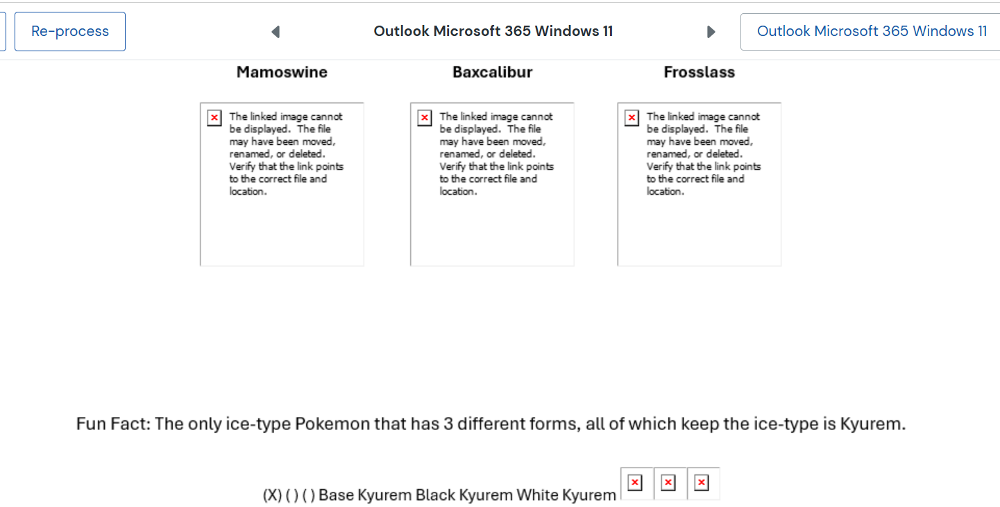 Re-process
Outlook Microsoft 365 Windows 11
Outlook Microsoft 365 Windows 11
Mamoswine
Baxcalibur
Frosslass
The linked image cannot
be displayed. The file
may have been moved,
renamed, or deleted.
Verify that the link points
to the correct file and
location.
The linked image cannot
be displayed. The file
may have been moved,
renamed, or deleted.
Verify that the link points
to the correct file and
location.
The linked image cannot
be displayed. The file
may have been moved,
renamed, or deleted.
Verify that the link points
to the correct file and
location.
Fun Fact: The only ice-type Pokemon that has 3 different forms, all of which keep the ice-type is Kyurem.
(X) ( ) ( ) Base Kyurem Black Kyurem White Kyurem